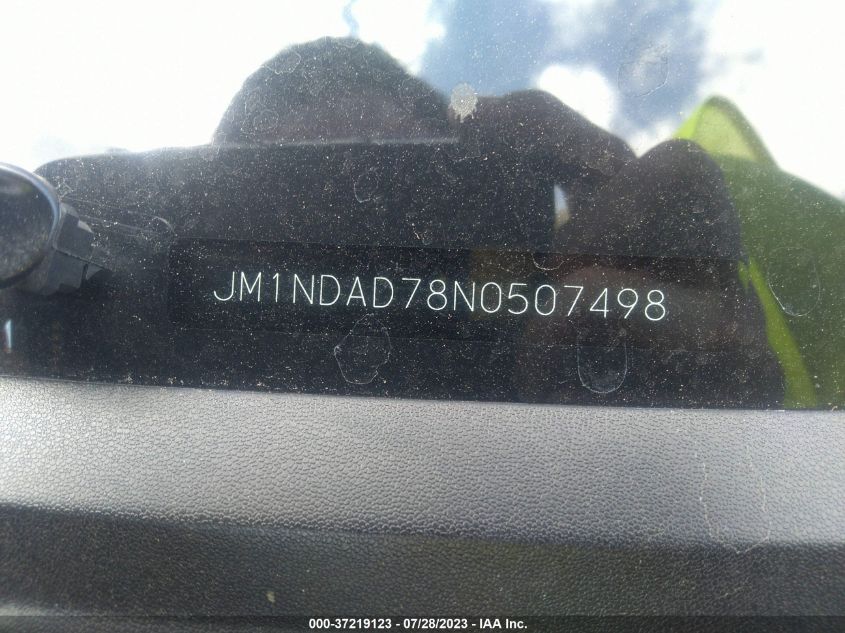 JM1NDAD78N0507498
000-37219123 - 07/28/2023 - IAA Inc.